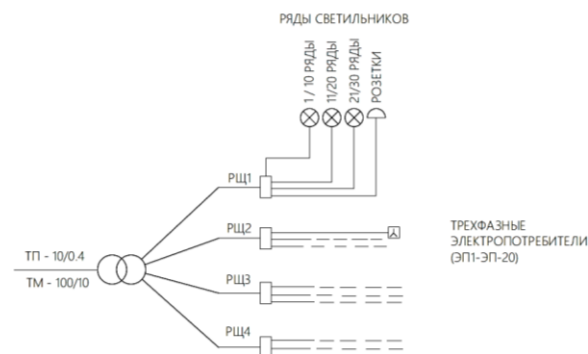 РЯДЫ СВЕТИЛЬНИКОВ
1 / 10 РЯДЫ
11/20 РЯДЫ
21/30 РЯДЫ
РОЗЕТКИ
РЩ1
РЩ2
ТРЕХФАЗНЫЕ
ЭЛЕКТРОПОТРЕБИТЕЛИ
(ЭП1-ЭП-20)
ТП - 10/0.4
ТМ - 100/10
РЩ3
РЩ4